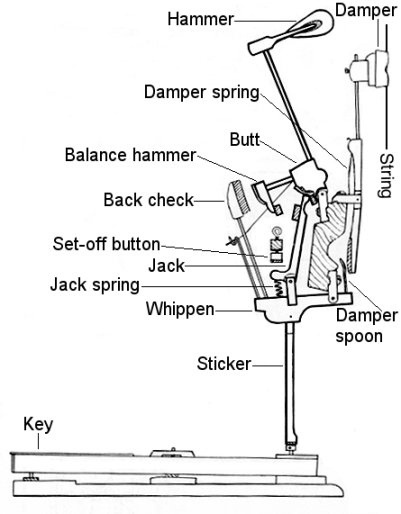 Hammer
Damper
Damper spring
Butt
Balance hammer
String
Back check
Set-off button
Jack
Jack spring
Whippen
Damper
spoon
Sticker
Key